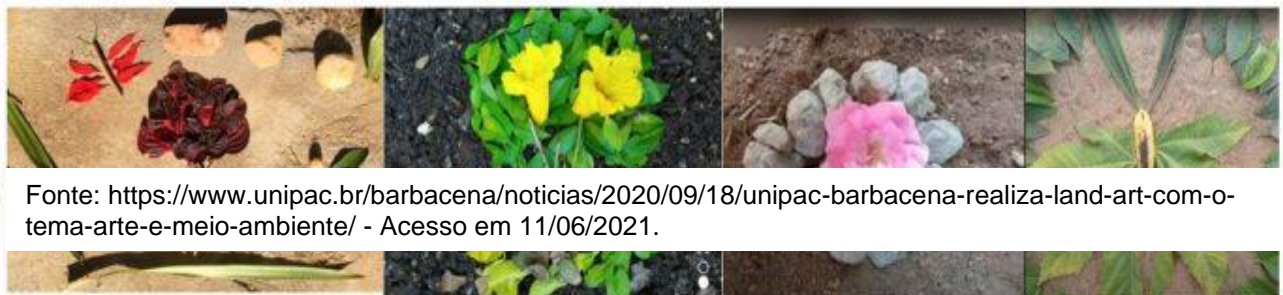 Fonte: https://www.unipac.br/barbacena/noticias/2020/09/18/unipac-barbacena-realiza-land-art-com-o-
tema-arte-e-meio-ambiente/ - Acesso em 11/06/2021.